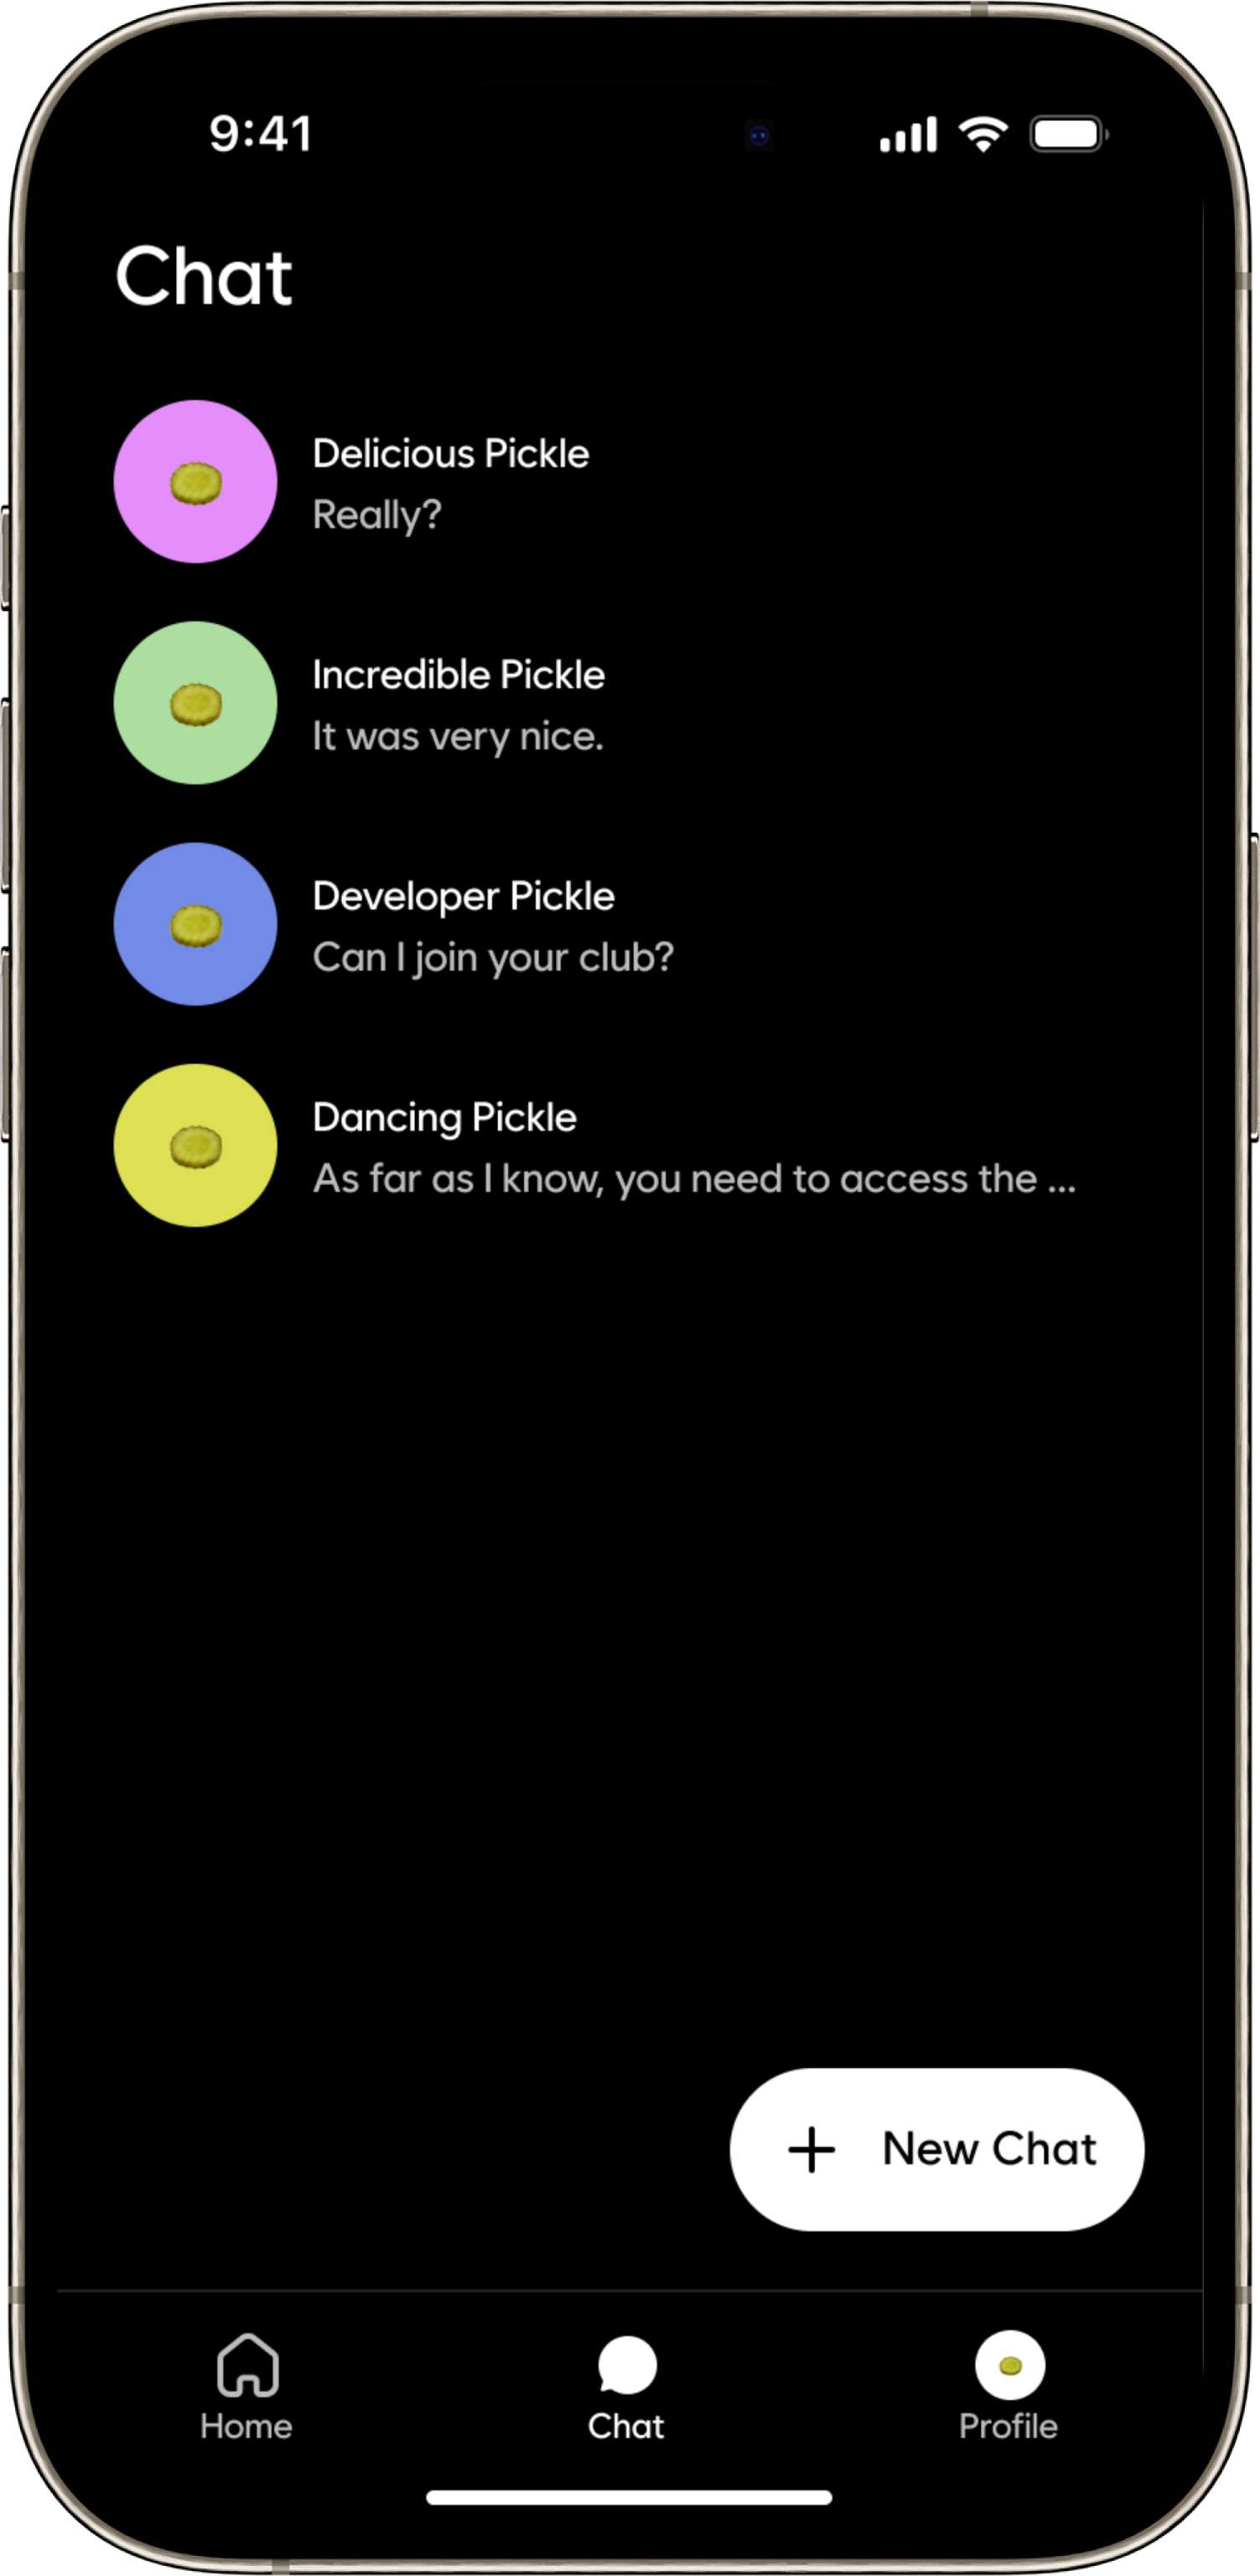 9:41
Chat
Delicious Pickle
Really?
Incredible Pickle
It was very nice.
Developer Pickle
Can I join your club?
Dancing Pickle
As far as I know, you need to access the ...
New Chat
Home
Chat
Profile